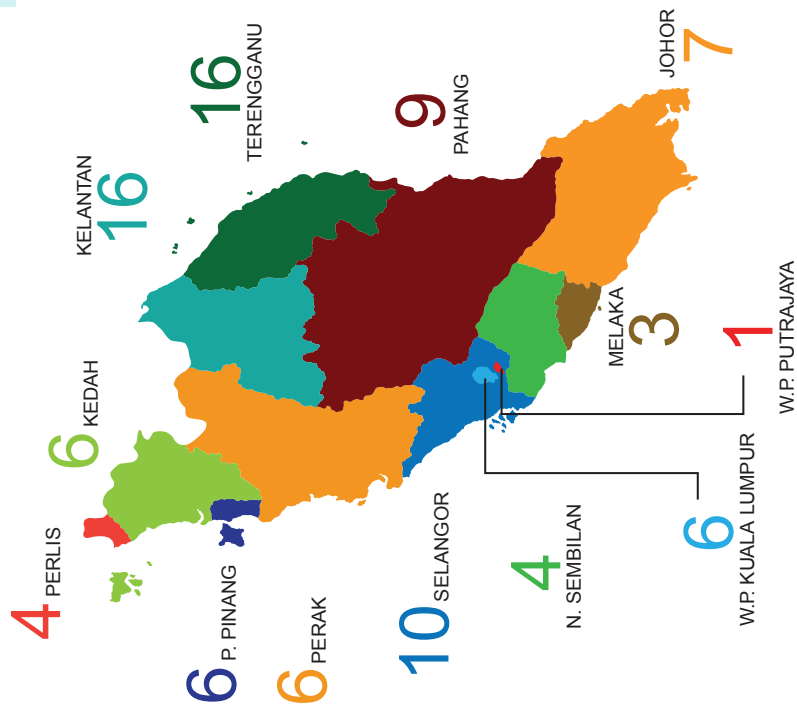 4
PERLIS
6
KEDAH
16
KELANTAN
16
TERENGGANU
6
P. PINANG
6
PERAK
9
PAHANG
10
SELANGOR
4
N. SEMBILAN
MELAKA
3
JOHOR
7
6
W.P. KUALA LUMPUR
1
W.P. PUTRAJAYA